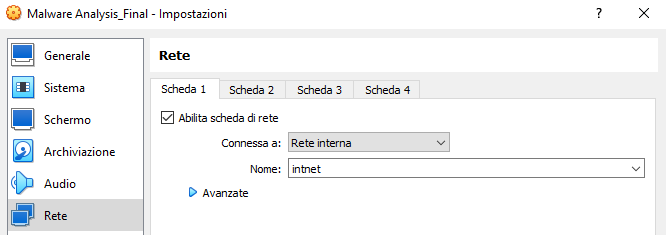 Malware Analysis_Final - Impostazioni ? ×
Generale
Sistema
Schermo
Archiviazione
Audio
Rete
Rete
Scheda 1 Scheda 2 Scheda 3 Scheda 4
Abilita scheda di rete
Connessa a: Rete interna
Nome: intnet
Avanzate